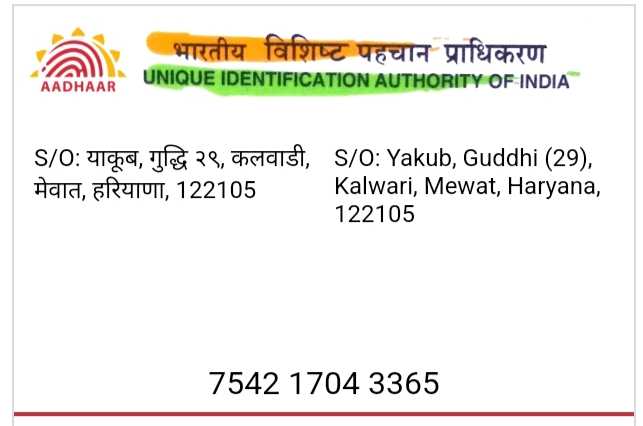 भारतीय विशिष्ट पहचान प्राधिकरण
AADHAAR
UNIQUE IDENTIFICATION AUTHORITY OF INDIA
S/O: याकूब, गुद्धि २९, कलवाडी,
मेवात, हरियाणा, 122105
S/O: Yakub, Guddhi (29),
Kalwari, Mewat, Haryana,
122105
7542 1704 3365